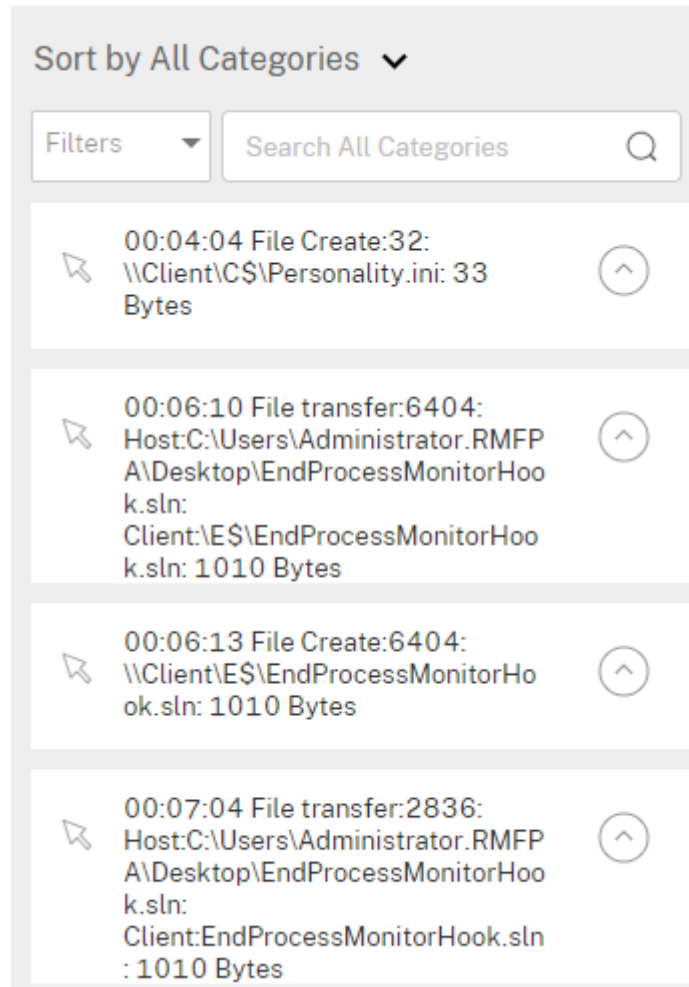 Sort by All Categories
Filters
Search All Categories
00:04:04 File Create:32:
\\Client\C$\Personality.ini: 33
Bytes
00:06:10 File transfer:6404:
Host:C:\Users\Administrator.RMFP
A\Desktop\EndProcessMonitorHoo
k.sln:
Client:\E$\EndProcessMonitorHoo
k.sln: 1010 Bytes
00:06:13 File Create:6404:
\\Client\E$\EndProcessMonitorHo
ok.sln: 1010 Bytes
00:07:04 File transfer:2836:
Host:C:\Users\Administrator.RMFP
A\Desktop\EndProcessMonitorHoo
k.sln:
Client:EndProcessMonitorHook.sln
: 1010 Bytes